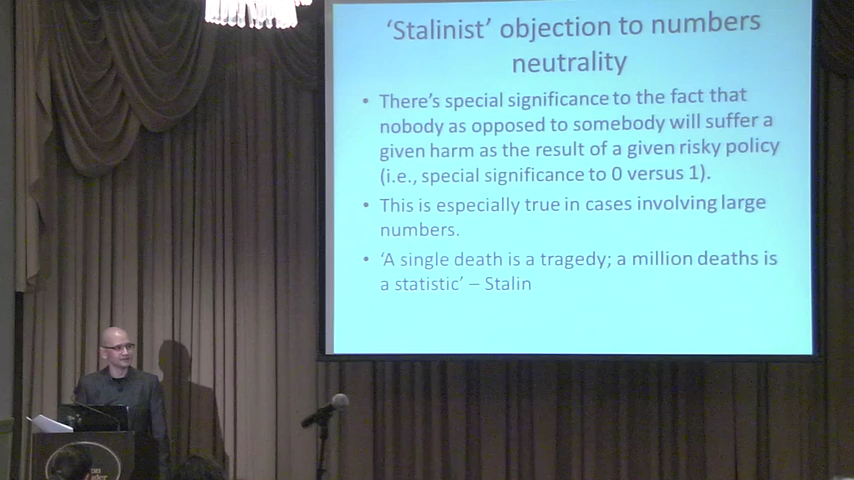 ‘Stalinist’ objection to numbers
neutrality
• There’s special significance to the fact that
nobody as opposed to somebody will suffer a
given harm as the result of a given risky policy
(i.e., special significance to 0 versus 1).
• This is especially true in cases involving large
numbers.
• ‘A single death is a tragedy; a million deaths is
a statistic’ – Stalin